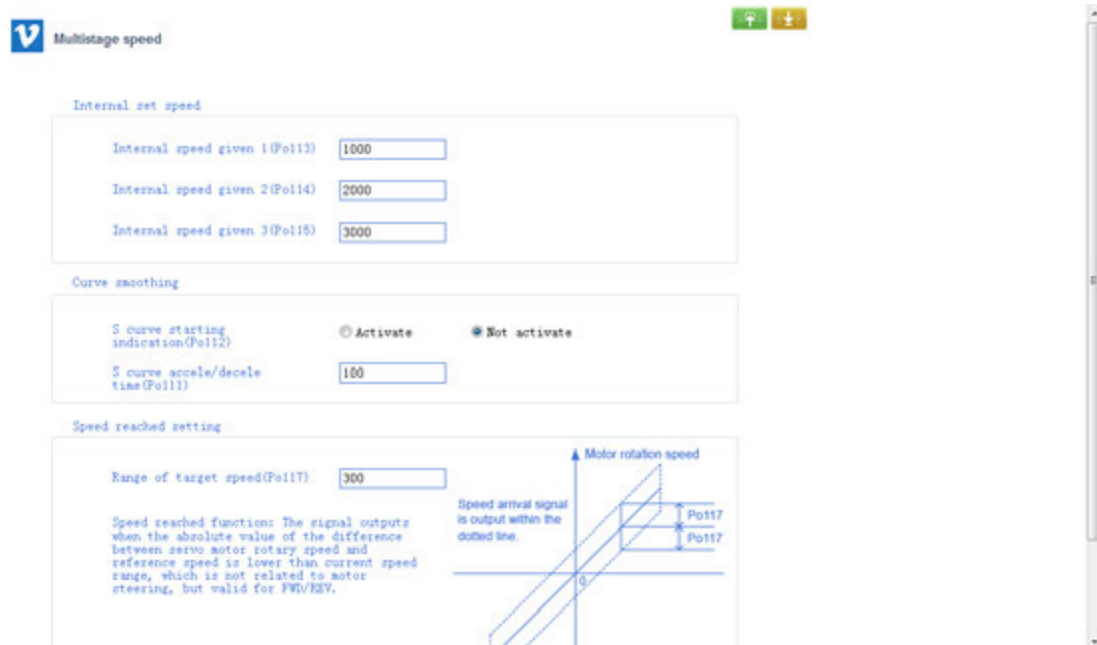 Multistage speed
Internal set speed
Internal speed given 1(Po113)
1000
Internal speed given 2(Po114)
2000
Internal speed given 3(Po115)
3000
Curve smoothing
S curve starting
indication(Po112)
Activate
Not activate
S curve accele/decele
time(Po111)
100
Speed reached setting
Range of target speed(Po117)
300
Speed reached function: The signal outputs
when the absolute value of the difference
between servo motor rotary speed and
reference speed is lower than current speed
range, which is not related to motor
steering, but valid for FWD/REV.
Motor rotation speed
Speed arrival signal
is output within the
dotted line.
Po117
Po117
0